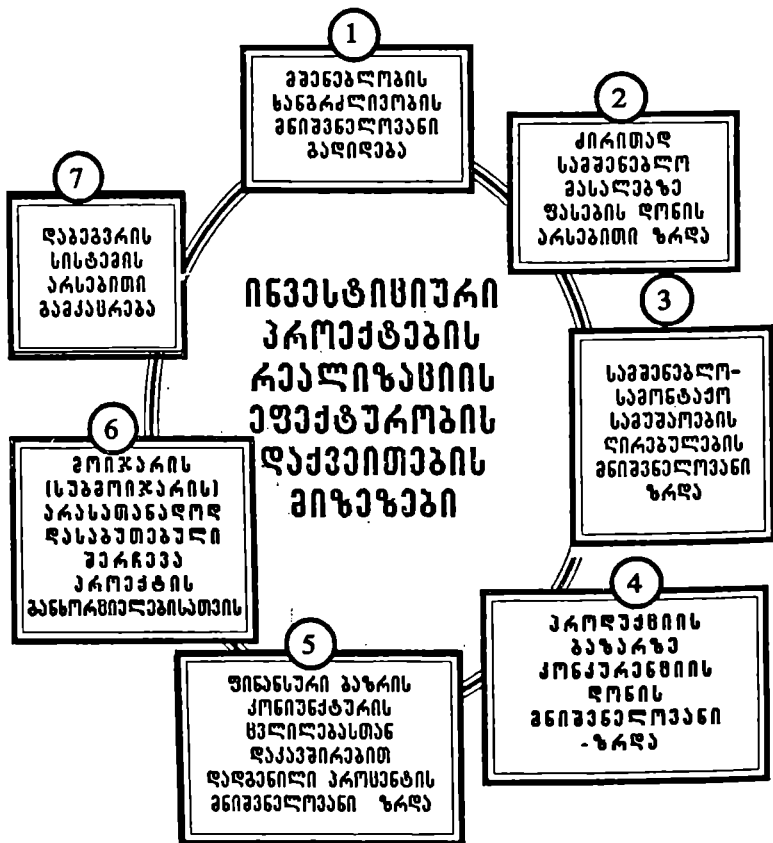 1
მშენებლობის
ხანგრძლივობის
მნიშვნელოვანი
გადიდება
2
ძირითად
სამშენებლო
მასალებზე
ფასების დონის
არსებითი ზრდა
3
სამშენებლო-
სამონტაჟო
სამუშაოების
ღირებულების
მნიშვნელოვანი
ზრდა
4
პროდუქციის
ბაზარზე
კონკურენციის
დონის
მნიშვნელოვანი
-ზრდა
5
ფინანსური ბაზრის
კონიუნქტურის
ცვლილებასთან
დაკავშირებით
დადგენილი პროცენტის
მნიშვნელოვანი ზრდა
6
მოიჯარის
(სუბმოიჯარის)
არასათანადოდ
დასაბუთებული
შერჩევა
პროექტის
განხორციელებისათვის
7
დაბეგვრის
სისტემის
არსებითი
გამკაცრება
ინვესტიციური
პროექტების
რეალიზაციის
ეფექტურობის
დაქვეითების
მიზეზები